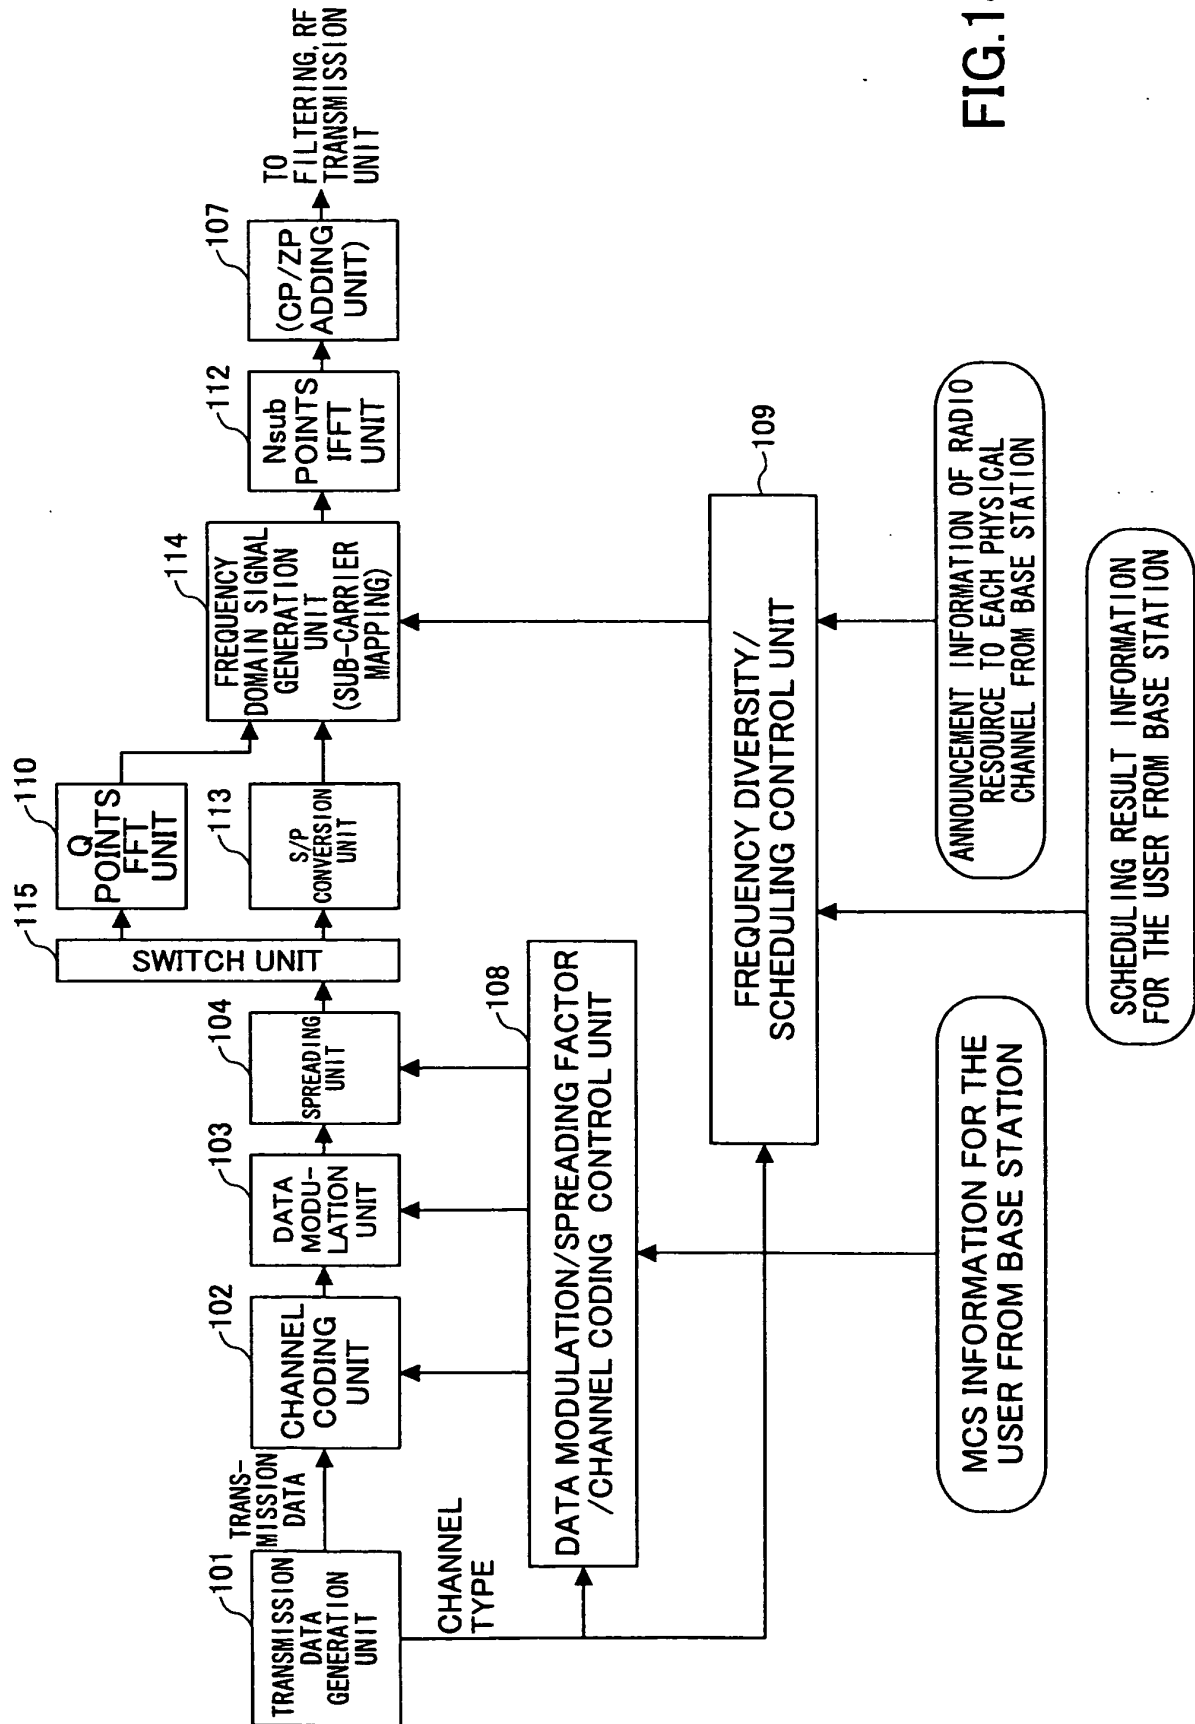 101
TRANSMISSION
DATA
GENERATION
UNIT
TRANS-
MISSION
DATA
CHANNEL
TYPE
102
CHANNEL
CODING
UNIT
103
DATA
MODU-
LATION
UNIT
104
SPREADING
UNIT
115
SWITCH UNIT
110
Q
POINTS
FFT
UNIT
113
S/P
CONVERSION
UNIT
114
FREQUENCY
DOMAIN SIGNAL
GENERATION
UNIT
(SUB-CARRIER
MAPPING)
112
Nsub
POINTS
IFFT
UNIT
107
(CP/ZP
ADDING
UNIT)
TO
FILTERING,RF
TRANSMISSION
UNIT
108
DATA MODULATION/SPREADING FACTOR
/CHANNEL CODING CONTROL UNIT
109
FREQUENCY DIVERSITY/
SCHEDULING CONTROL UNIT
MCS INFORMATION FOR THE
USER FROM BASE STATION
ANNOUNCEMENT INFORMATION OF RADIO
RESOURCE TO EACH PHYSICAL
CHANNEL FROM BASE STATION
SCHEDULING RESULT INFORMATION
FOR THE USER FROM BASE STATION
FIG.1